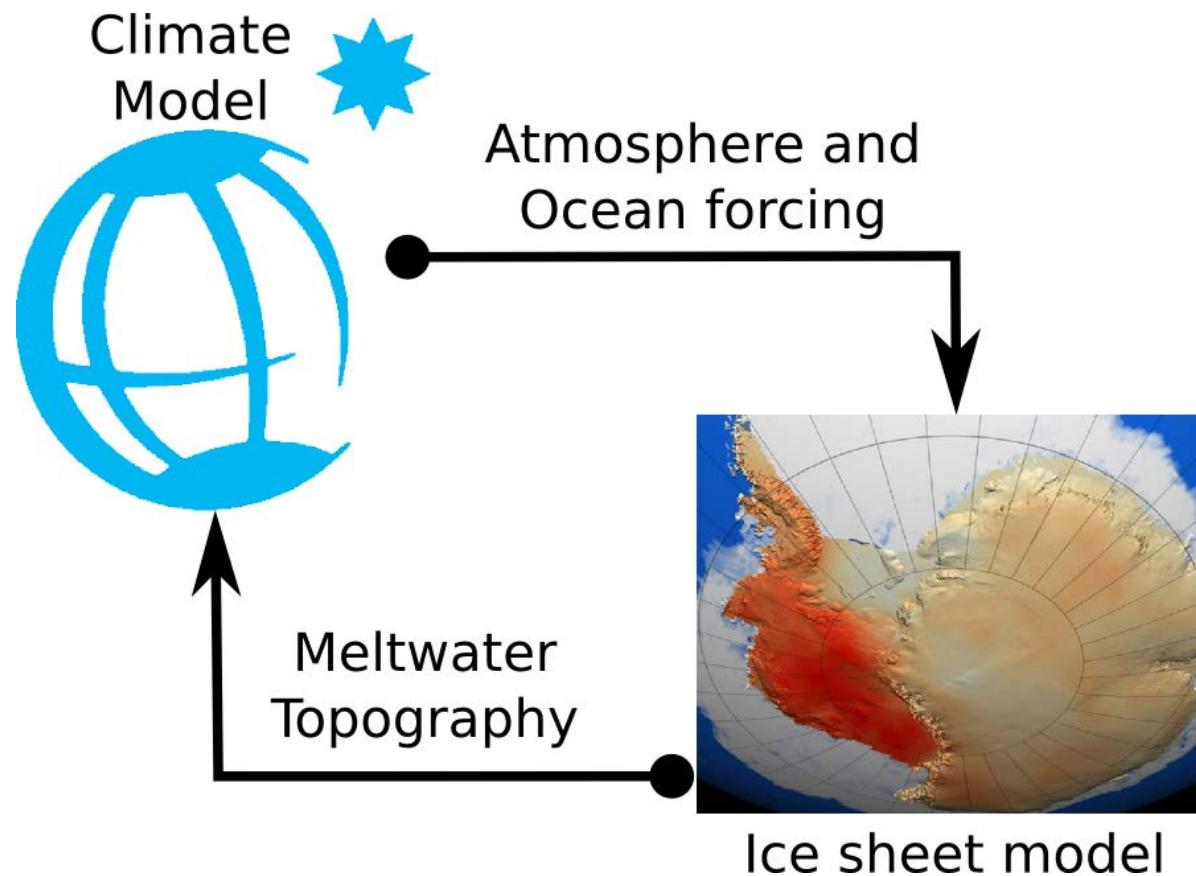 Climate
Model
Atmosphere and
Ocean forcing
Meltwater
Topography
Ice sheet model